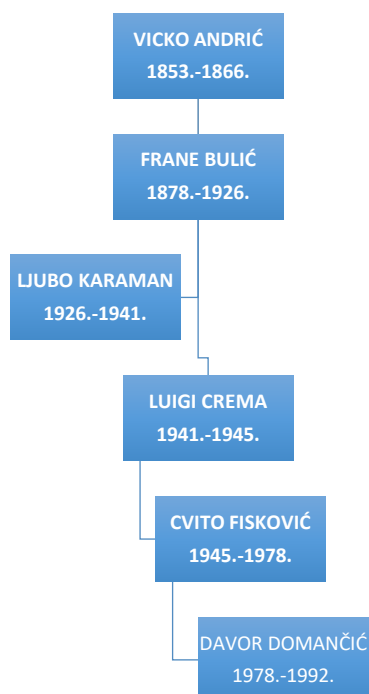 VICKO ANDRIĆ
1853.-1866.
FRANE BULIĆ
1878.-1926.
LJUBO KARAMAN
1926.-1941.
LUIGI CREMA
1941.-1945.
CVITO FISKOVIĆ
1945.-1978.
DAVOR DOMANČIĆ
1978.-1992.